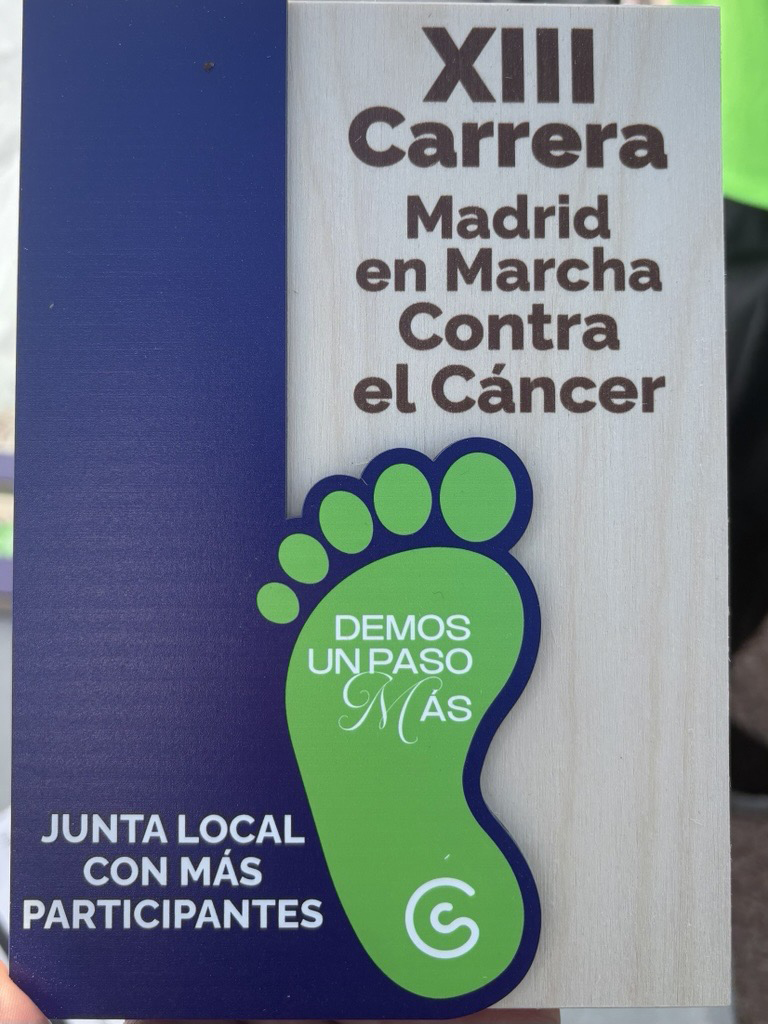 XIII
Carrera
Madrid
en Marcha
Contra
el Cáncer
DEMOS
UN PASO
MÁS
JUNTA LOCAL
CON MÁS
PARTICIPANTES